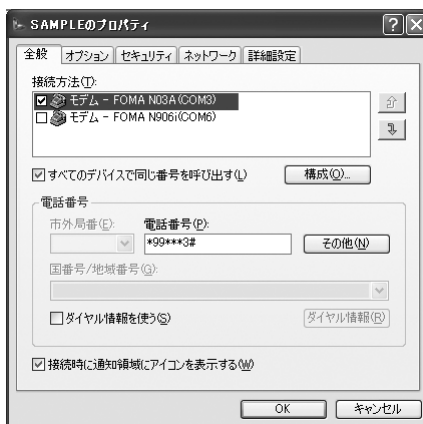 SAMPLEのプロパティ
全般 オプション セキュリティ ネットワーク 詳細設定
接続方法(T):
モデム - FOMA N03A(COM3)
モデム - FOMA N906i(COM6)
すべてのデバイスで同じ番号を呼び出す(L) 構成(O)...
電話番号
市外局番(E): 電話番号(P):
*99***3# その他(N)
国番号/地域番号(G):
ダイヤル情報を使う(S) ダイヤル情報(R)
接続時に通知領域にアイコンを表示する(W)
OK キャンセル